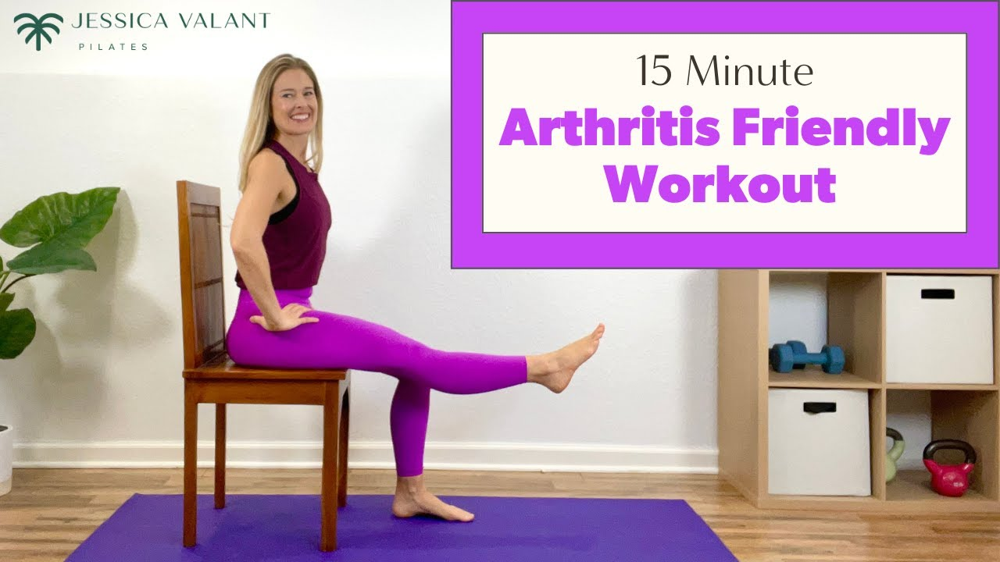 JESSICA VALANT
PILATES
15 Minute
Arthritis Friendly
Workout